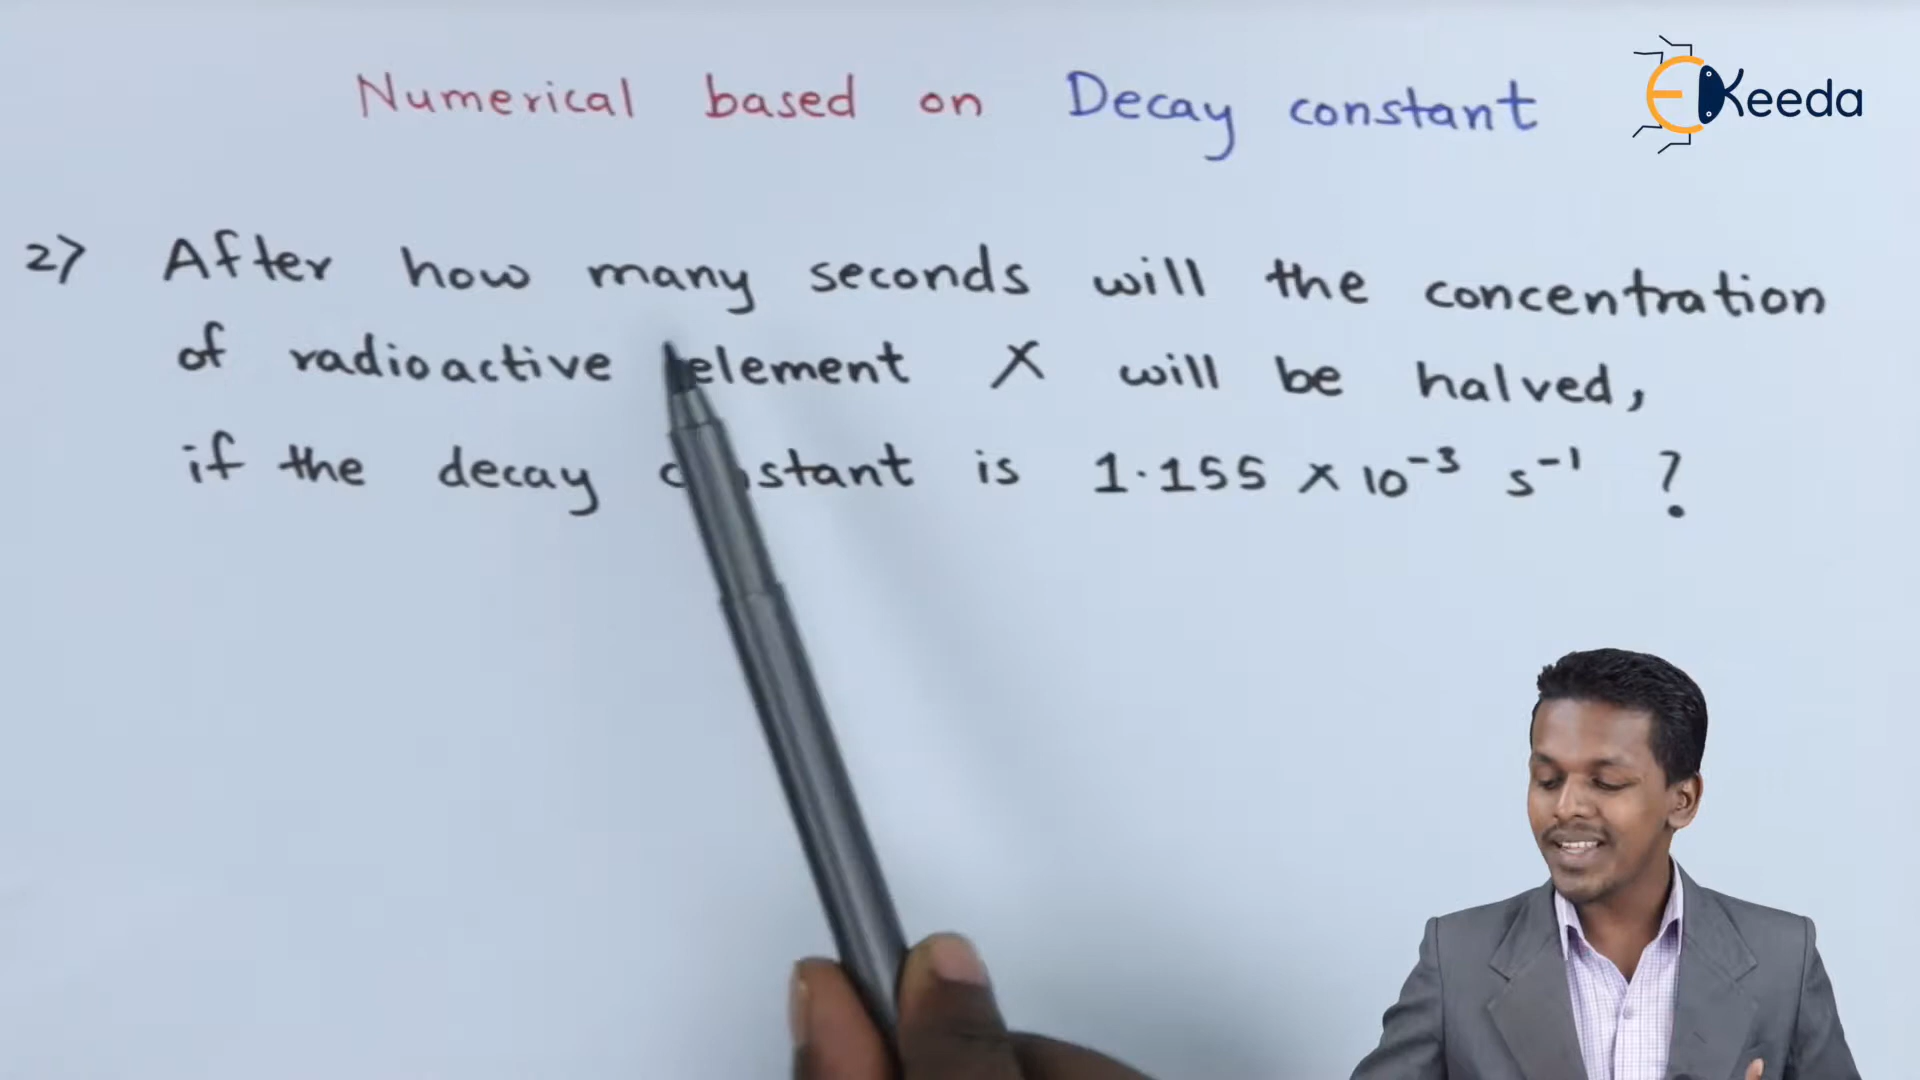 Numerical based on Decay constant
EKeeda
2) After how many seconds will the concentration
of radioactive element X will be halved,
if the decay constant is 1.155 × 10⁻³ s⁻¹ ?